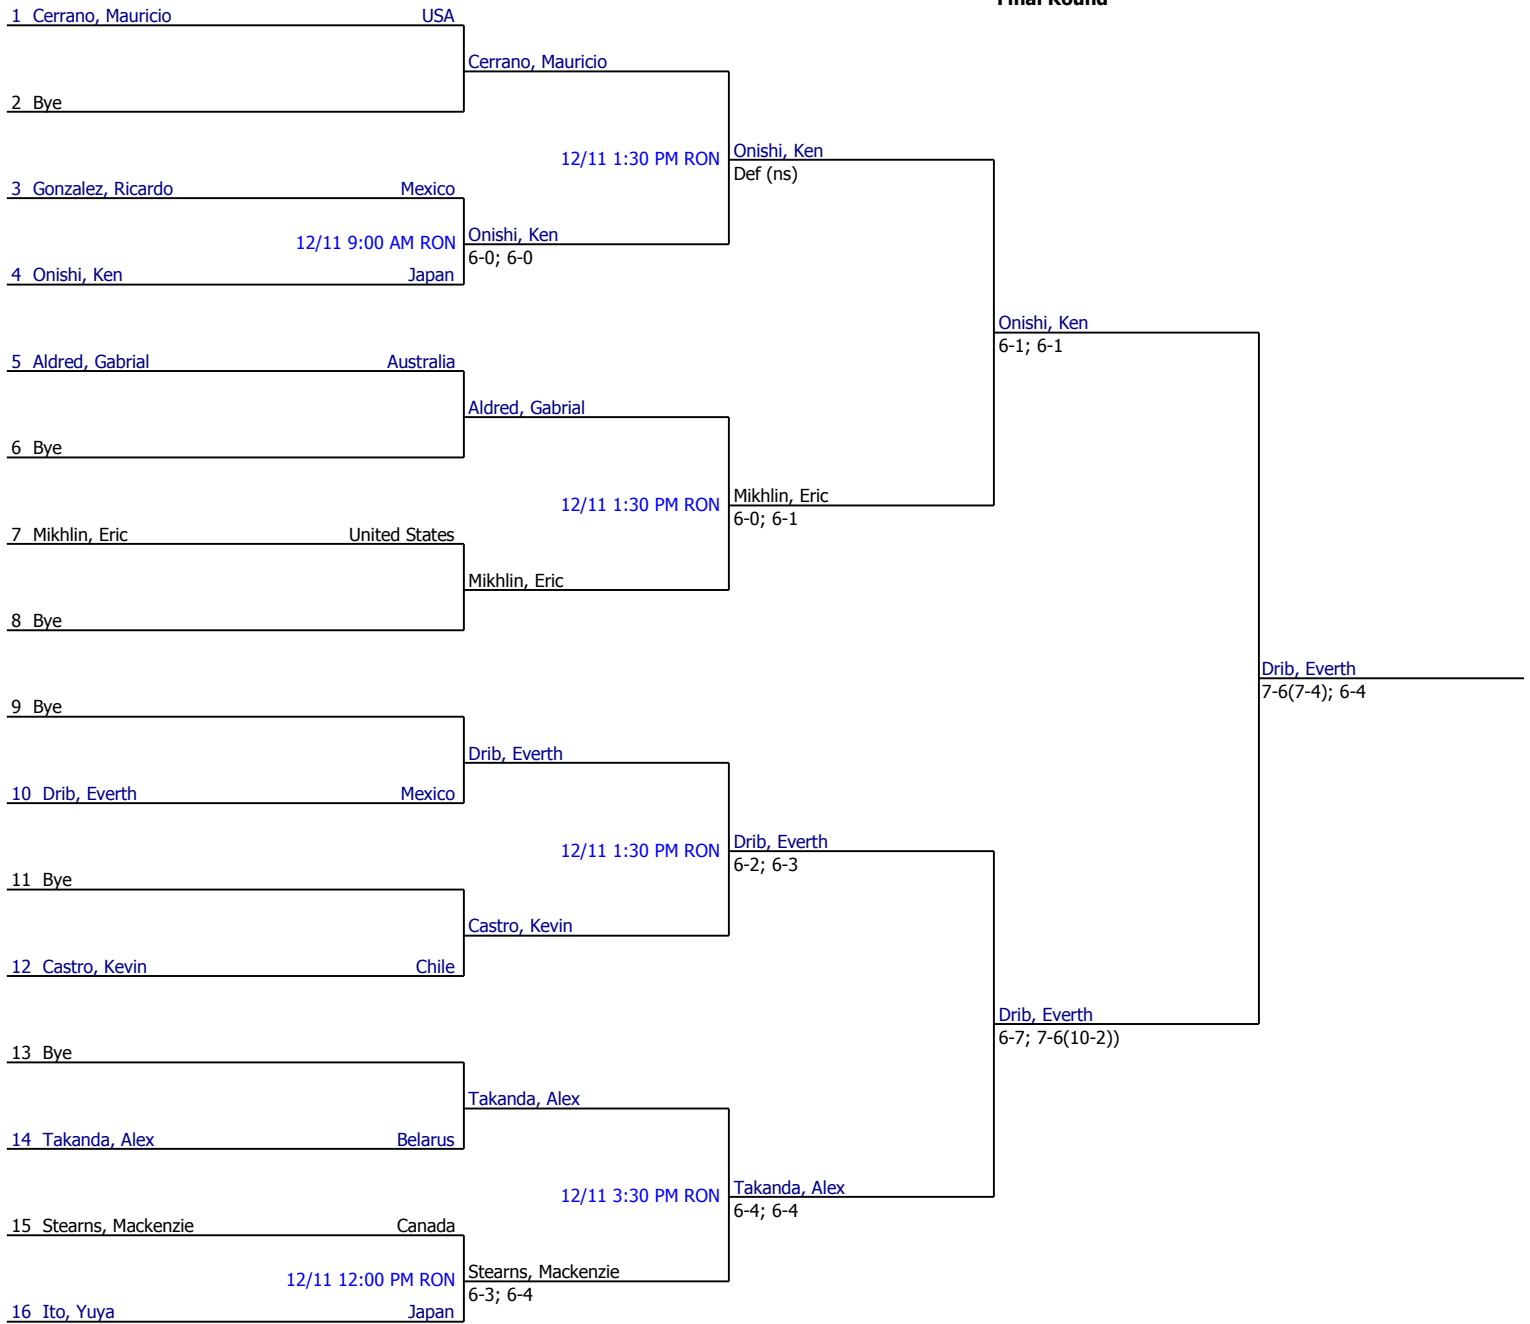 Final Round
1 Cerrano, Mauricio USA
Cerrano, Mauricio
2 Bye
12/11 1:30 PM RON Onishi, Ken
Def (ns)
3 Gonzalez, Ricardo Mexico
12/11 9:00 AM RON Onishi, Ken
6-0; 6-0
4 Onishi, Ken Japan
Onishi, Ken
6-1; 6-1
5 Aldred, Gabrial Australia
Aldred, Gabrial
6 Bye
12/11 1:30 PM RON Mikhlin, Eric
6-0; 6-1
7 Mikhlin, Eric United States
Mikhlin, Eric
8 Bye
Drib, Everth
7-6(7-4); 6-4
9 Bye
Drib, Everth
10 Drib, Everth Mexico
12/11 1:30 PM RON Drib, Everth
6-2; 6-3
11 Bye
Castro, Kevin
12 Castro, Kevin Chile
Drib, Everth
6-7; 7-6(10-2))
13 Bye
Takanda, Alex
14 Takanda, Alex Belarus
12/11 3:30 PM RON Takanda, Alex
6-4; 6-4
15 Stearns, Mackenzie Canada
12/11 12:00 PM RON Stearns, Mackenzie
6-3; 6-4
16 Ito, Yuya Japan